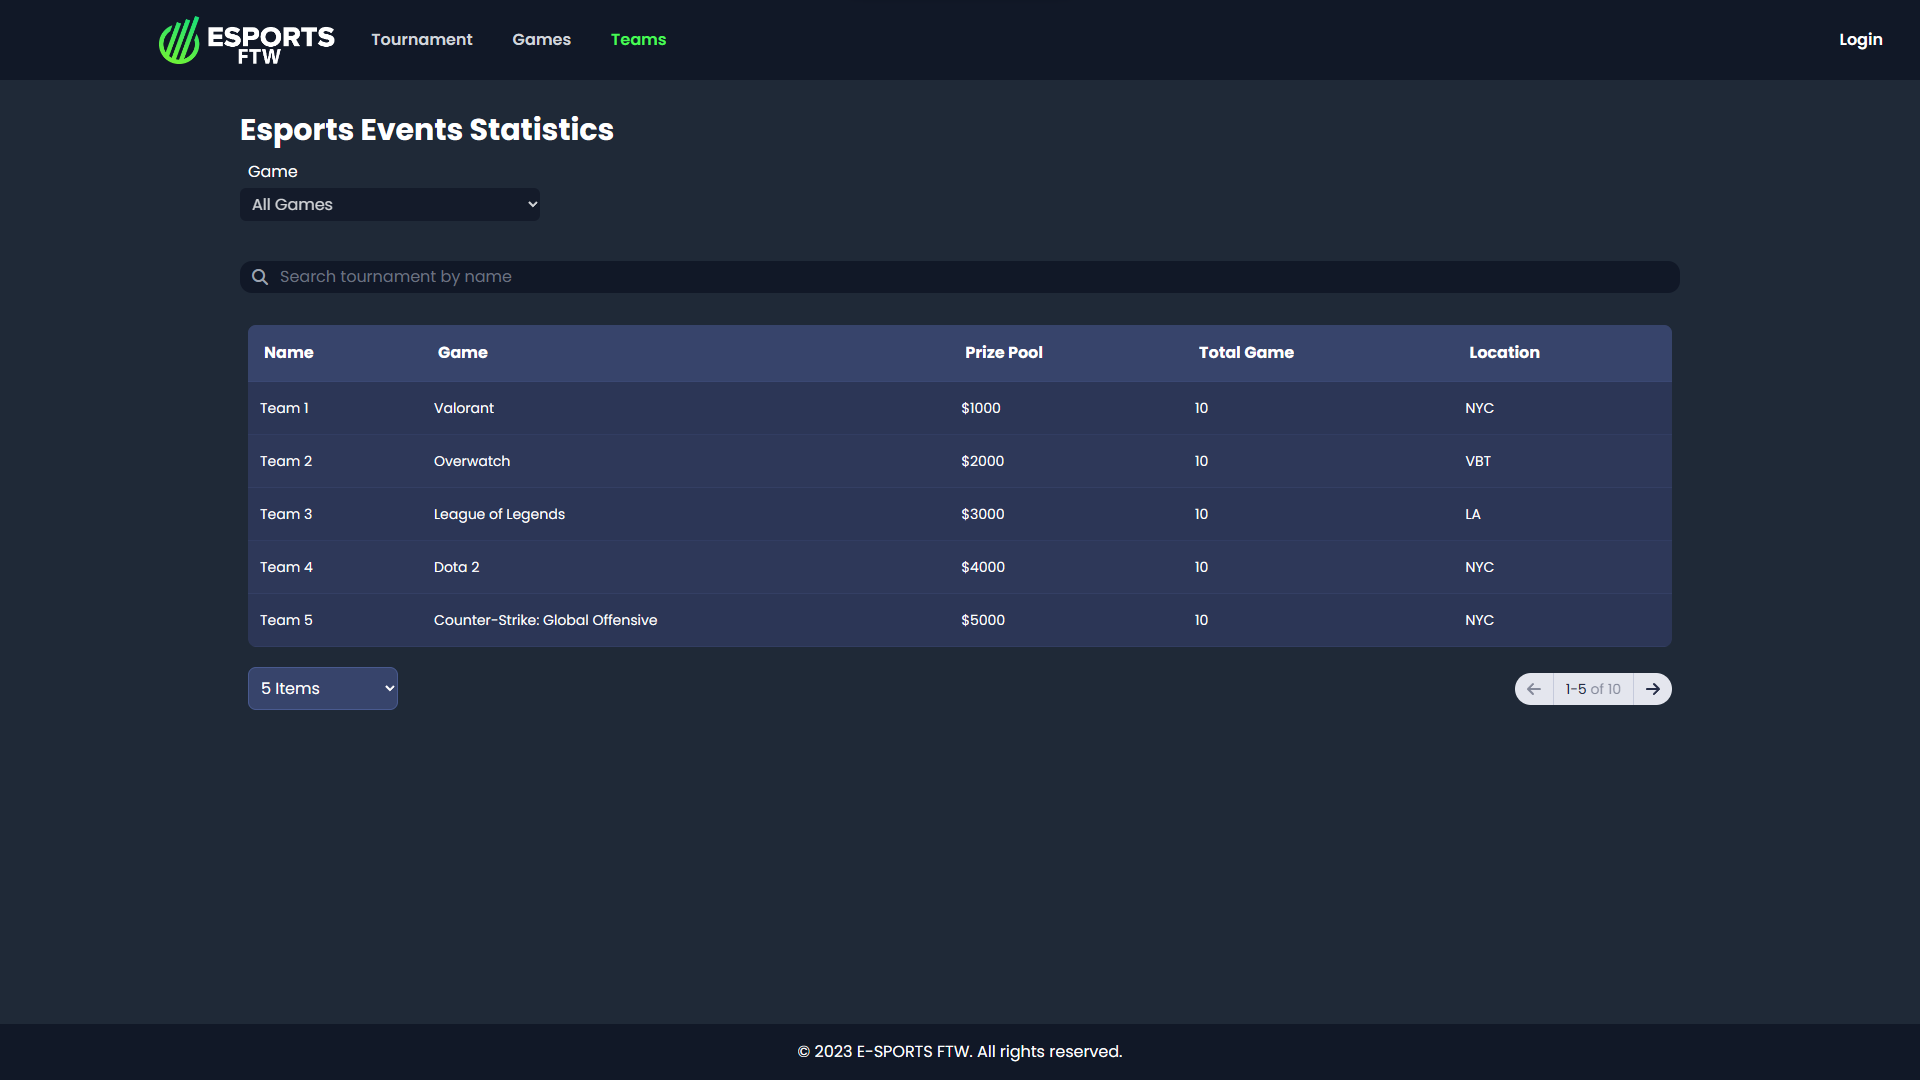 ESPORTS
FTW
Tournament Games Teams Login
Esports Events Statistics
Game
All Games
Search tournament by name
Name Game Prize Pool Total Game Location
Team 1 Valorant $1000 10 NYC
Team 2 Overwatch $2000 10 VBT
Team 3 League of Legends $3000 10 LA
Team 4 Dota 2 $4000 10 NYC
Team 5 Counter-Strike: Global Offensive $5000 10 NYC
5 Items 1-5 of 10
© 2023 E-SPORTS FTW. All rights reserved.